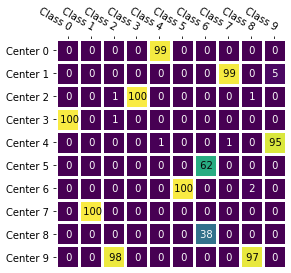 Class 0 Class 1 Class 2 Class 3 Class 4 Class 5 Class 6 Class 7 Class 8 Class 9
Center 0 0 0 0 0 99 0 0 0 0 0
Center 1 0 0 0 0 0 0 0 99 0 5
Center 2 0 0 1 100 0 0 0 0 1 0
Center 3 100 0 1 0 0 0 0 0 0 0
Center 4 0 0 0 0 1 0 0 1 0 95
Center 5 0 0 0 0 0 0 62 0 0 0
Center 6 0 0 0 0 0 100 0 0 2 0
Center 7 0 100 0 0 0 0 0 0 0 0
Center 8 0 0 0 0 0 0 38 0 0 0
Center 9 0 0 98 0 0 0 0 0 97 0